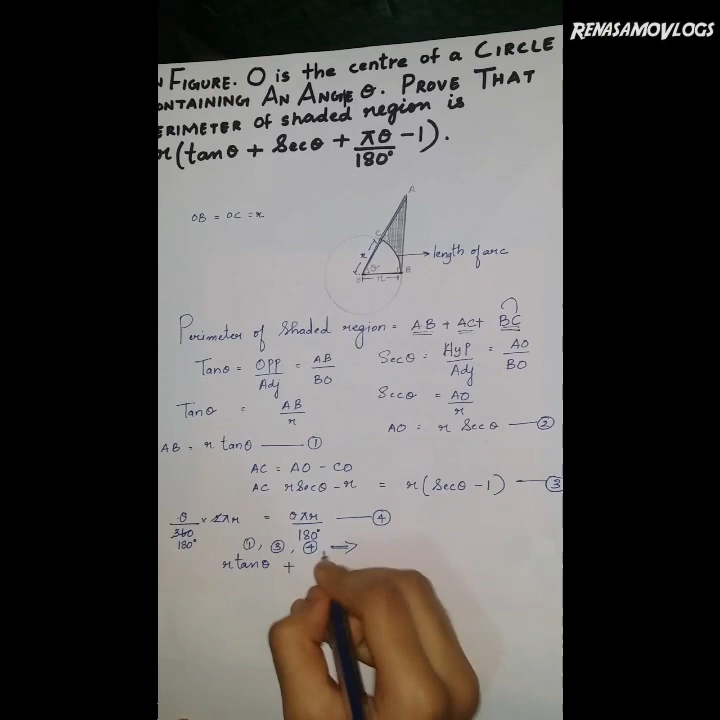 RENASAMOVLOGS
N FIGURE. O is the centre of a CIRCLE
ONTAINING AN ANGLE θ. PROVE THAT
ERIMETER of shaded region is
r(tanθ + Secθ + πθ/180° - 1).
OB = OC = r.
A
C
r
θ
O
r
B
length of arc
Perimeter of Shaded region = AB + AC + BC
Tanθ = OPP/Adj = AB/BO
Secθ = HyP/Adj = AO/BO
Tanθ = AB/r
Secθ = AO/r
AB = r tanθ ①
AO = r Secθ ②
AC = AO - CO
AC rSecθ - r = r(Secθ - 1) ③
θ/360 180° × 2πr = θπr/180° ④
①, ③, ④ ⟹
rtanθ +